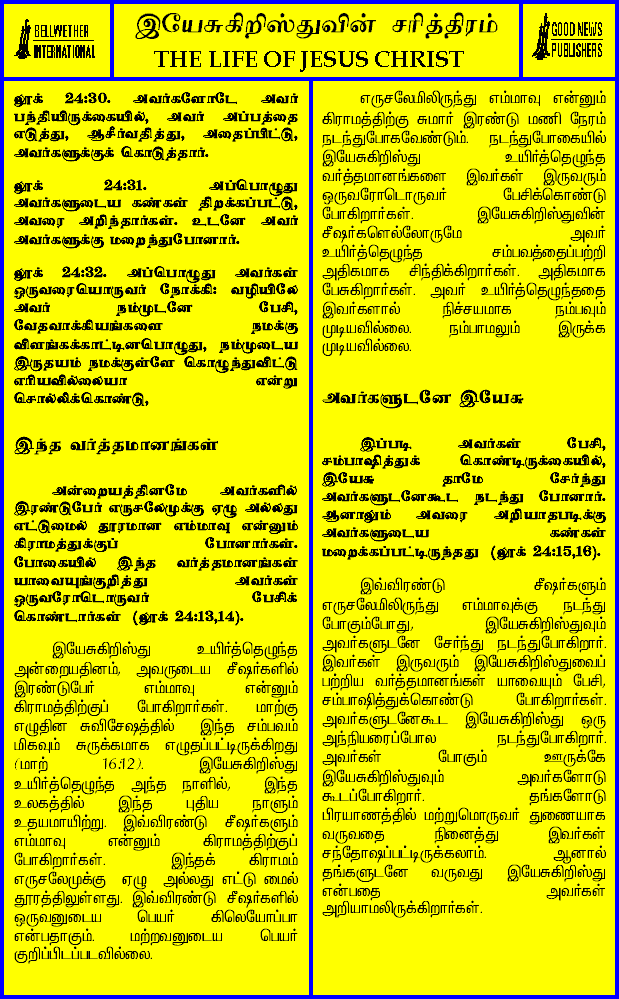 BELLWETHER
INTERNATIONAL
இயேசுகிறிஸ்துவின் சரித்திரம்
THE LIFE OF JESUS CHRIST
GOOD NEWS
PUBLISHERS
லூக் 24:30. அவர்களோடே அவர்
பந்தியிருக்கையில், அவர் அப்பத்தை
எடுத்து, ஆசீர்வதித்து, அதைப்பிட்டு,
அவர்களுக்குக் கொடுத்தார்.
லூக் 24:31. அப்பொழுது
அவர்களுடைய கண்கள் திறக்கப்பட்டு,
அவரை அறிந்தார்கள். உடனே அவர்
அவர்களுக்கு மறைந்துபோனார்.
லூக் 24:32. அப்பொழுது அவர்கள்
ஒருவரையொருவர் நோக்கி: வழியிலே
அவர் நம்முடனே பேசி,
வேதவாக்கியங்களை நமக்கு
விளங்கக்காட்டினபொழுது, நம்முடைய
இருதயம் நமக்குள்ளே கொழுந்துவிட்டு
எரியவில்லையா என்று
சொல்லிக்கொண்டு,
இந்த வர்த்தமானங்கள்
அன்றையத்தினமே அவர்களில்
இரண்டுபேர் எருசலேமுக்கு ஏழு அல்லது
எட்டுமைல் தூரமான எம்மாவு என்னும்
கிராமத்துக்குப் போனார்கள்.
போகையில் இந்த வர்த்தமானங்கள்
யாவையுங்குறித்து அவர்கள்
ஒருவரோடொருவர் பேசிக்
கொண்டார்கள் (லூக் 24:13,14).
இயேசுகிறிஸ்து உயிர்த்தெழுந்த
அன்றையதினம், அவருடைய சீஷர்களில்
இரண்டுபேர் எம்மாவு என்னும்
கிராமத்திற்குப் போகிறார்கள். மாற்கு
எழுதின சுவிசேஷத்தில் இந்த சம்பவம்
மிகவும் சுருக்கமாக எழுதப்பட்டிருக்கிறது
(மாற் 16:12). இயேசுகிறிஸ்து
உயிர்த்தெழுந்த அந்த நாளில், இந்த
உலகத்தில் இந்த புதிய நாளும்
உதயமாயிற்று. இவ்விரண்டு சீஷர்களும்
எம்மாவு என்னும் கிராமத்திற்குப்
போகிறார்கள். இந்தக் கிராமம்
எருசலேமுக்கு ஏழு அல்லது எட்டு மைல்
தூரத்திலுள்ளது. இவ்விரண்டு சீஷர்களில்
ஒருவனுடைய பெயர் கிலெயோப்பா
என்பதாகும். மற்றவனுடைய பெயர்
குறிப்பிடப்படவில்லை.
எருசலேமிலிருந்து எம்மாவு என்னும்
கிராமத்திற்கு சுமார் இரண்டு மணி நேரம்
நடந்துபோகவேண்டும். நடந்துபோகையில்
இயேசுகிறிஸ்து உயிர்த்தெழுந்த
வர்த்தமானங்களை இவர்கள் இருவரும்
ஒருவரோடொருவர் பேசிக்கொண்டு
போகிறார்கள். இயேசுகிறிஸ்துவின்
சீஷர்களெல்லோருமே அவர்
உயிர்த்தெழுந்த சம்பவத்தைப்பற்றி
அதிகமாக சிந்திக்கிறார்கள். அதிகமாக
பேசுகிறார்கள். அவர் உயிர்த்தெழுந்ததை
இவர்களால் நிச்சயமாக நம்பவும்
முடியவில்லை. நம்பாமலும் இருக்க
முடியவில்லை.
அவர்களுடனே இயேசு
இப்படி அவர்கள் பேசி,
சம்பாஷித்துக் கொண்டிருக்கையில்,
இயேசு தாமே சேர்ந்து
அவர்களுடனேகூட நடந்து போனார்.
ஆனாலும் அவரை அறியாதபடிக்கு
அவர்களுடைய கண்கள்
மறைக்கப்பட்டிருந்தது (லூக் 24:15,16).
இவ்விரண்டு சீஷர்களும்
எருசலேமிலிருந்து எம்மாவுக்கு நடந்து
போகும்போது, இயேசுகிறிஸ்துவும்
அவர்களுடனே சேர்ந்து நடந்துபோகிறார்.
இவர்கள் இருவரும் இயேசுகிறிஸ்துவைப்
பற்றிய வர்த்தமானங்கள் யாவையும் பேசி,
சம்பாஷித்துக்கொண்டு போகிறார்கள்.
அவர்களுடனேகூட இயேசுகிறிஸ்து ஒரு
அந்நியரைப்போல நடந்துபோகிறார்.
அவர்கள் போகும் ஊருக்கே
இயேசுகிறிஸ்துவும் அவர்களோடு
கூடப்போகிறார். தங்களோடு
பிரயாணத்தில் மற்றுமொருவர் துணையாக
வருவதை நினைத்து இவர்கள்
சந்தோஷப்பட்டிருக்கலாம். ஆனால்
தங்களுடனே வருவது இயேசுகிறிஸ்து
என்பதை அவர்கள்
அறியாமலிருக்கிறார்கள்.